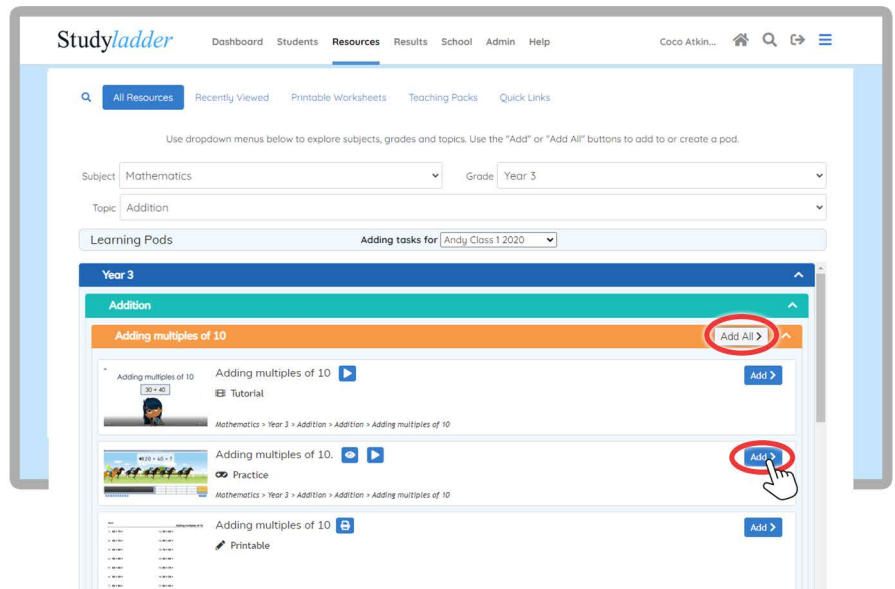 Studyladder
Dashboard Students Resources Results School Admin Help Coco Atkin...
All Resources Recently Viewed Printable Worksheets Teaching Packs Quick Links
Use dropdown menus below to explore subjects, grades and topics. Use the "Add" or "Add All" buttons to add to or create a pod.
Subject Mathematics Grade Year 3
Topic Addition
Learning Pods Adding tasks for Andy Class 1 2020
Year 3
Addition
Adding multiples of 10 Add All
Adding multiples of 10 Add
Adding multiples of 10
30 + 40
Tutorial
Mathematics > Year 3 > Addition > Addition > Adding multiples of 10
Adding multiples of 10. Add
Practice
Mathematics > Year 3 > Addition > Addition > Adding multiples of 10
Adding multiples of 10 Add
Adding multiples of 10
Printable